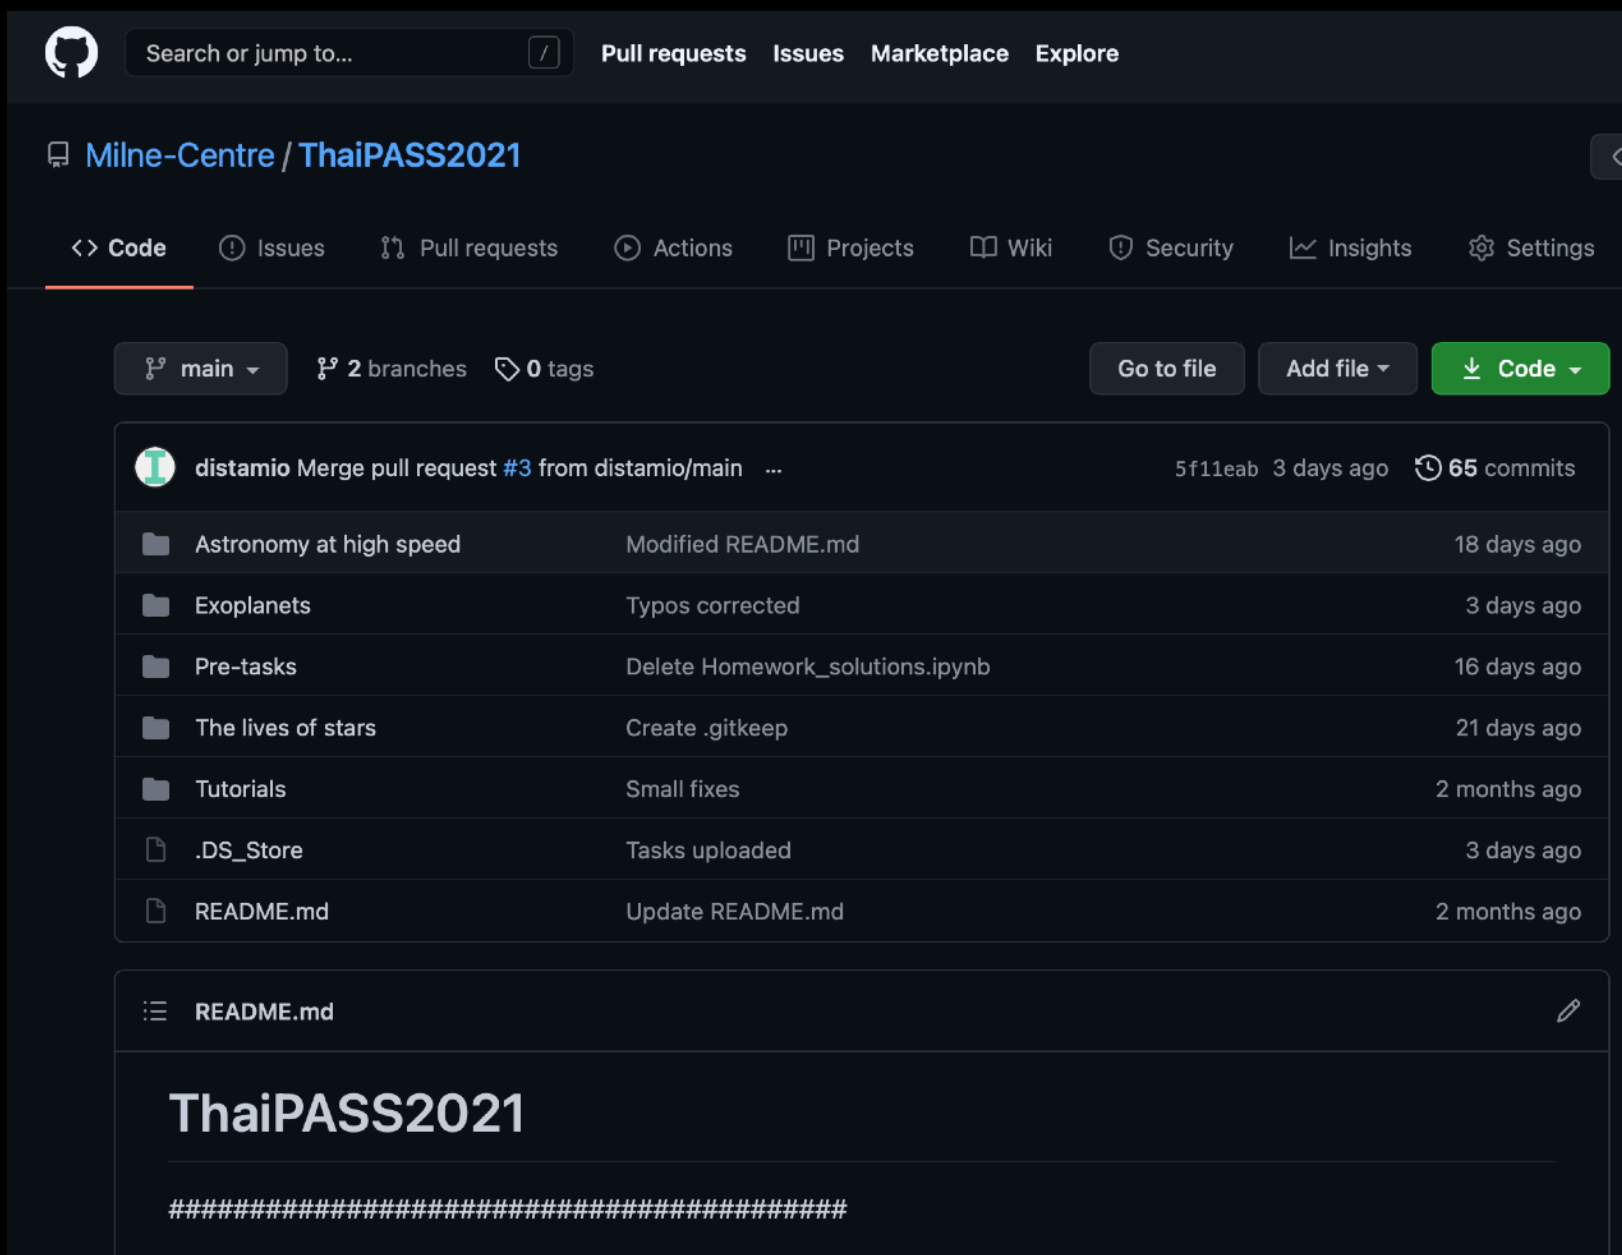 Search or jump to... / Pull requests Issues Marketplace Explore
Milne-Centre / ThaiPASS2021
Code Issues Pull requests Actions Projects Wiki Security Insights Settings
main 2 branches 0 tags Go to file Add file Code
distamio Merge pull request #3 from distamio/main ... 5f11eab 3 days ago 65 commits
Astronomy at high speed Modified README.md 18 days ago
Exoplanets Typos corrected 3 days ago
Pre-tasks Delete Homework_solutions.ipynb 16 days ago
The lives of stars Create .gitkeep 21 days ago
Tutorials Small fixes 2 months ago
.DS_Store Tasks uploaded 3 days ago
README.md Update README.md 2 months ago
README.md
ThaiPASS2021
##########################################